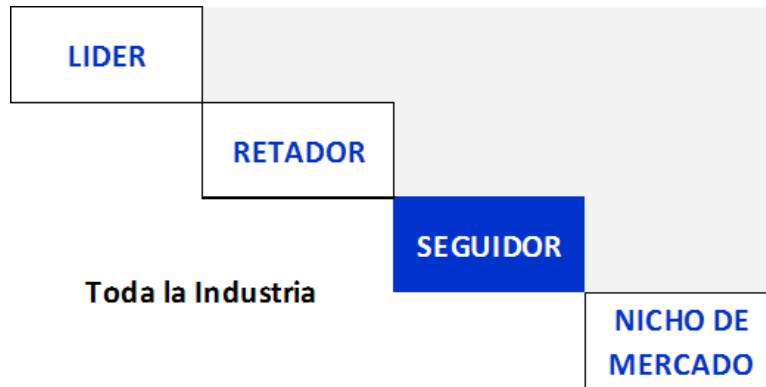 LIDER
RETADOR
SEGUIDOR
Toda la Industria
NICHO DE
MERCADO